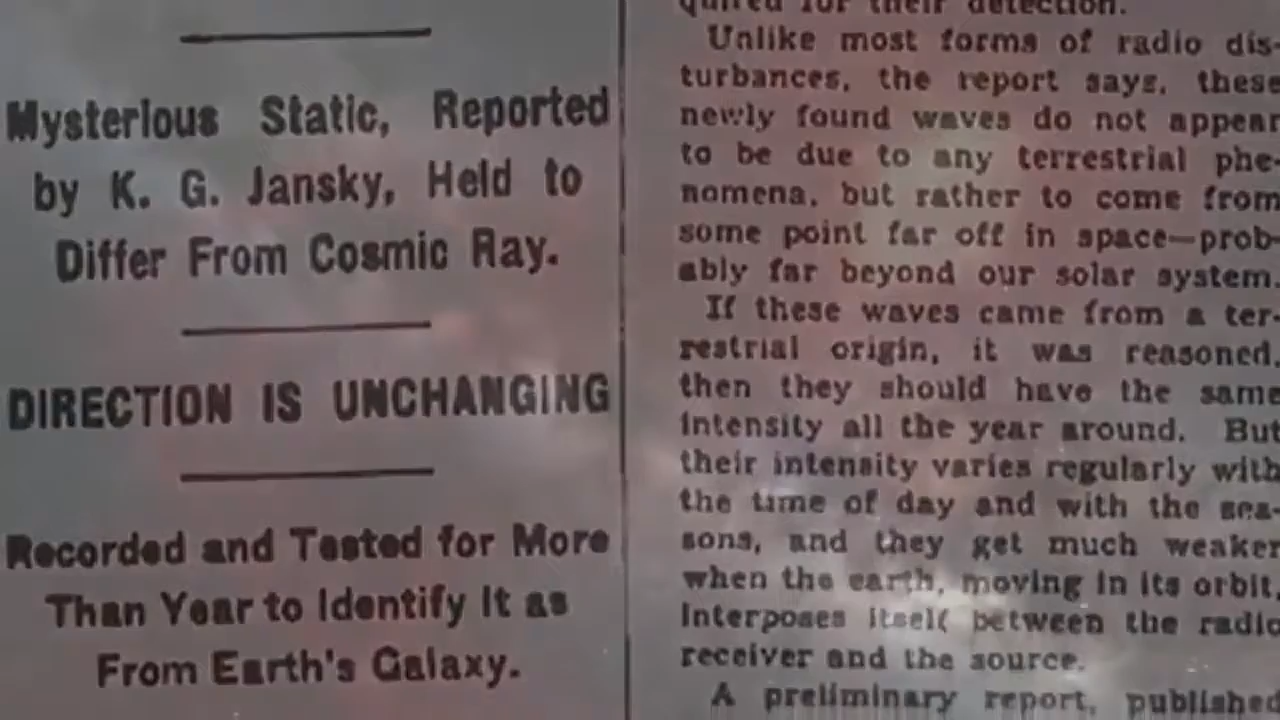 Mysterious Static, Reported
by K. G. Jansky, Held to
Differ From Cosmic Ray.
DIRECTION IS UNCHANGING
Recorded and Tested for More
Than Year to Identify It as
From Earth's Galaxy.
quired for their detection.
Unlike most forms of radio dis-
turbances, the report says, these
newly found waves do not appear
to be due to any terrestrial phe-
nomena, but rather to come from
some point far off in space—prob-
ably far beyond our solar system.
If these waves came from a ter-
restrial origin, it was reasoned,
then they should have the same
intensity all the year around. But
their intensity varies regularly with
the time of day and with the sea-
sons, and they get much weaker
when the earth, moving in its orbit,
interposes itself between the radio
receiver and the source.
A preliminary report, published